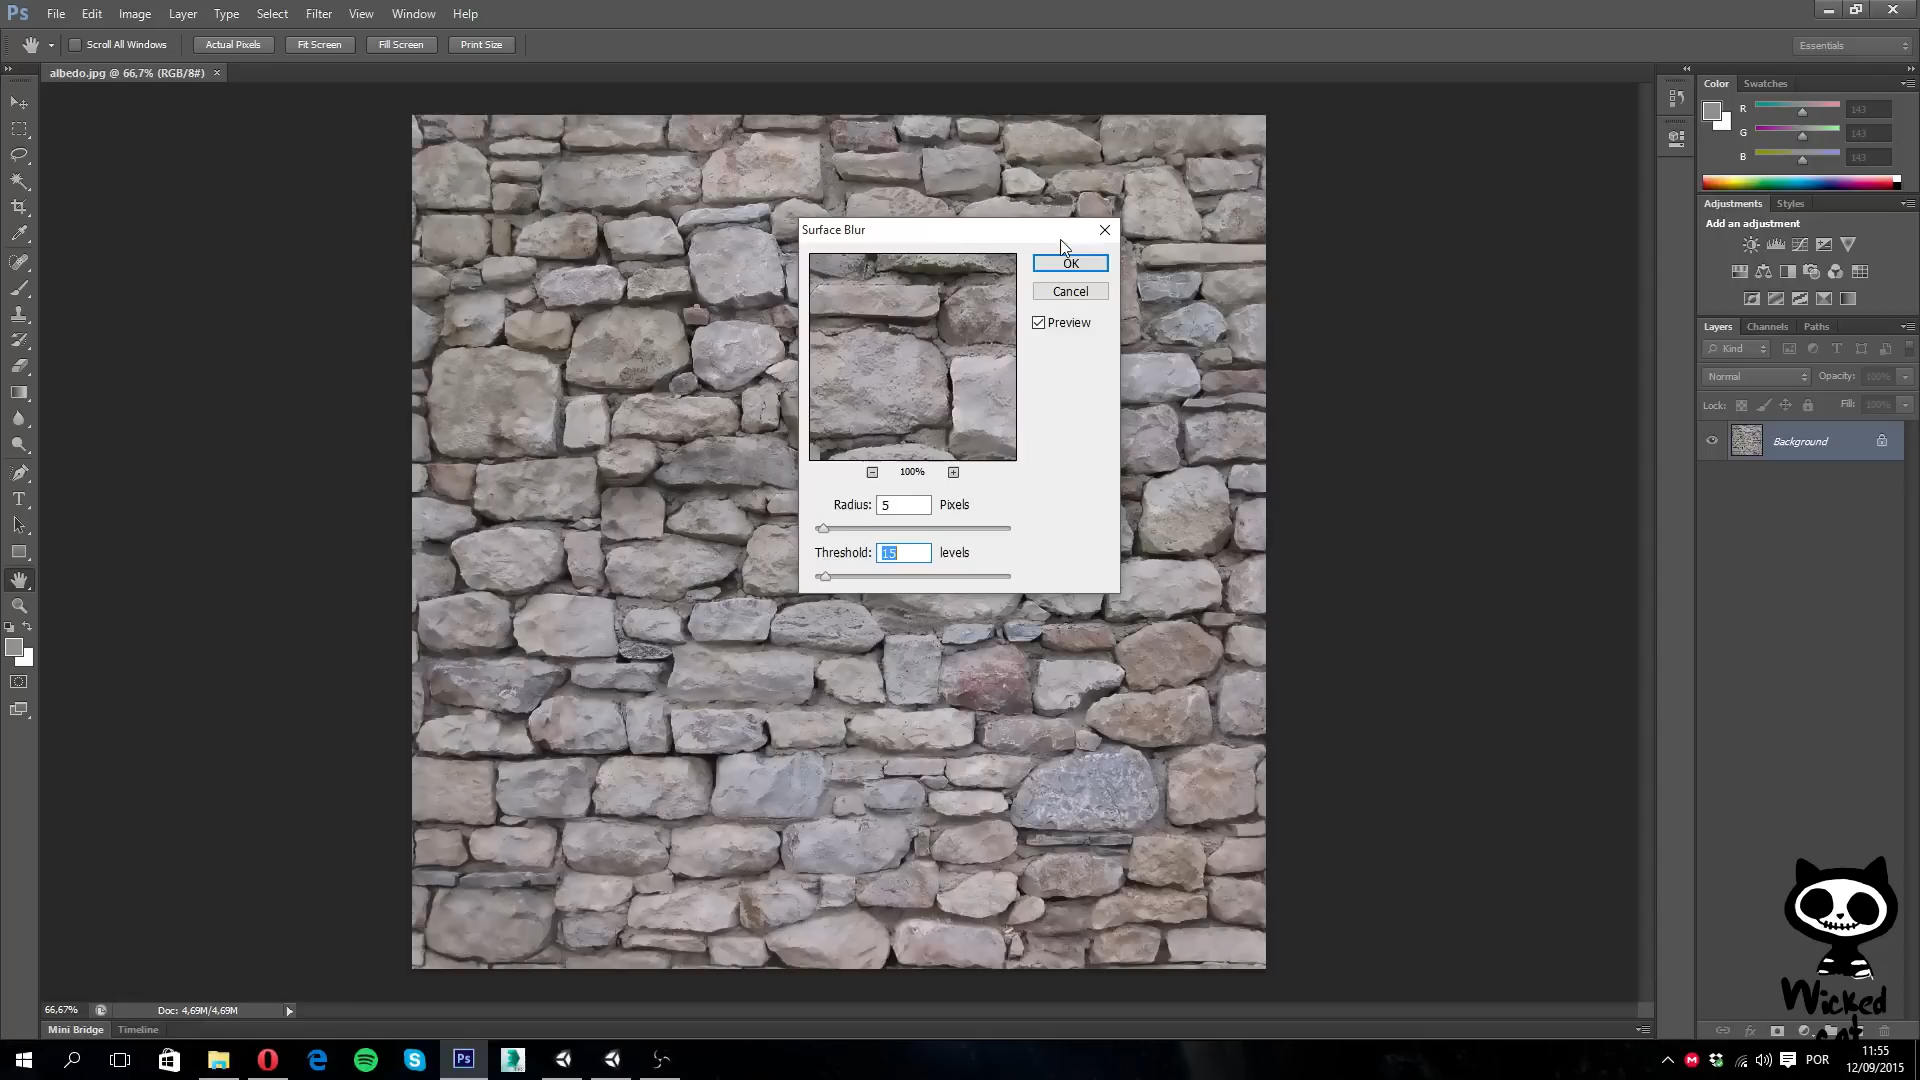 Ps File Edit Image Layer Type Select Filter 3D View Window Help
Scroll All Windows Actual Pixels Fit Screen Fill Screen Print Size Essentials
albedo.jpg @ 66,7% (RGB/8#) ×
Color Swatches
R 143
G 143
B 143
Adjustments Styles
Add an adjustment
Layers Channels Paths
Kind
Normal Opacity: 100%
Lock: Fill: 100%
Background
Surface Blur
OK
Cancel
Preview
100%
Radius: 5 Pixels
Threshold: 15 levels
66,67% Doc: 4,69M/4,69M
Mini Bridge Timeline
Wicked
cat
POR
11:55
12/09/2015